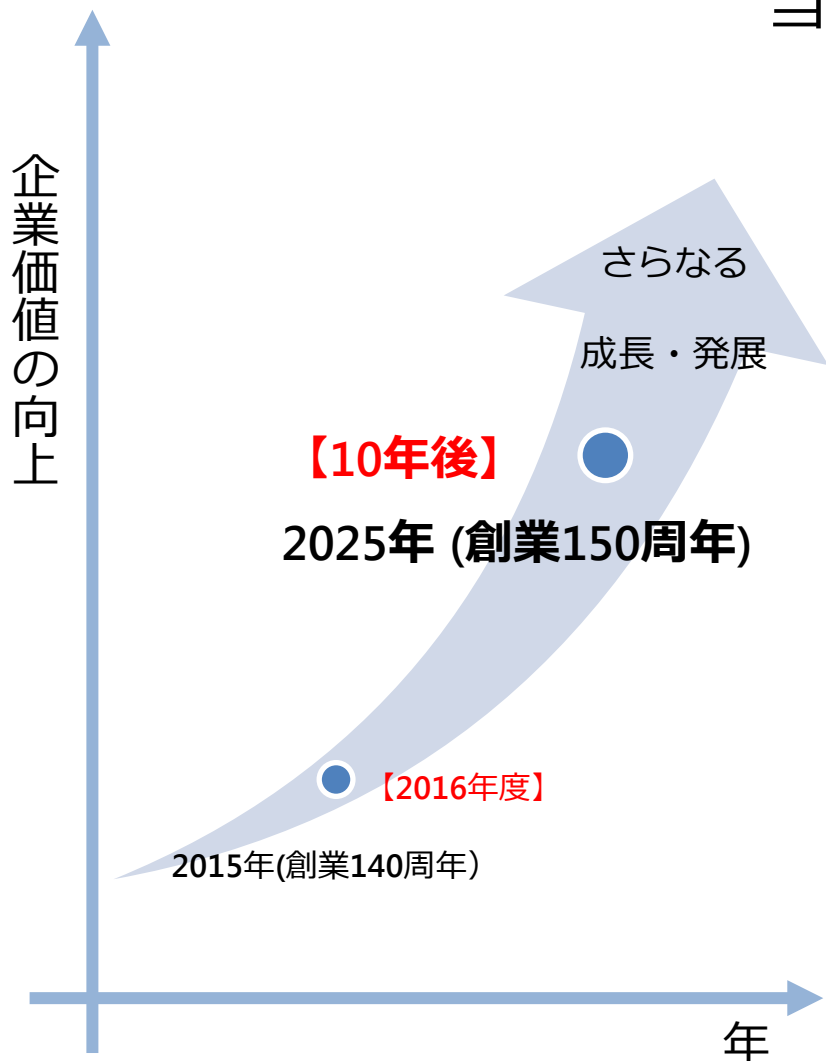 企業価値の向上
さらなる
成長・発展
【10年後】
2025年 (創業150周年)
【2016年度】
2015年(創業140周年）
年